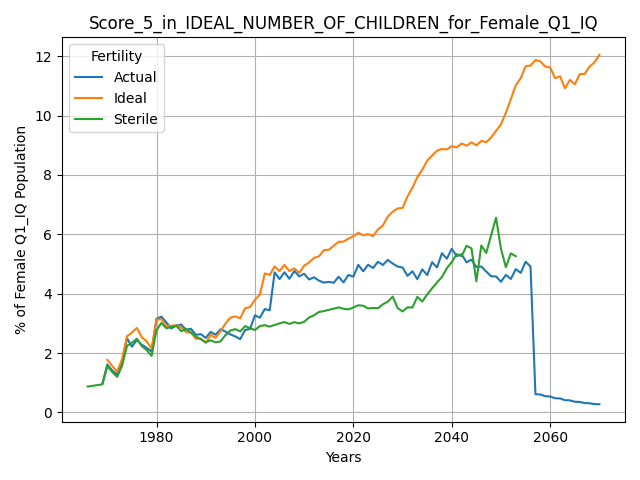 Score_5_in_IDEAL_NUMBER_OF_CHILDREN_for_Female_Q1_IQ
Fertility
Actual
Ideal
Sterile
% of Female Q1_IQ Population
12
10
8
6
4
2
0
1980
2000
2020
2040
2060
Years